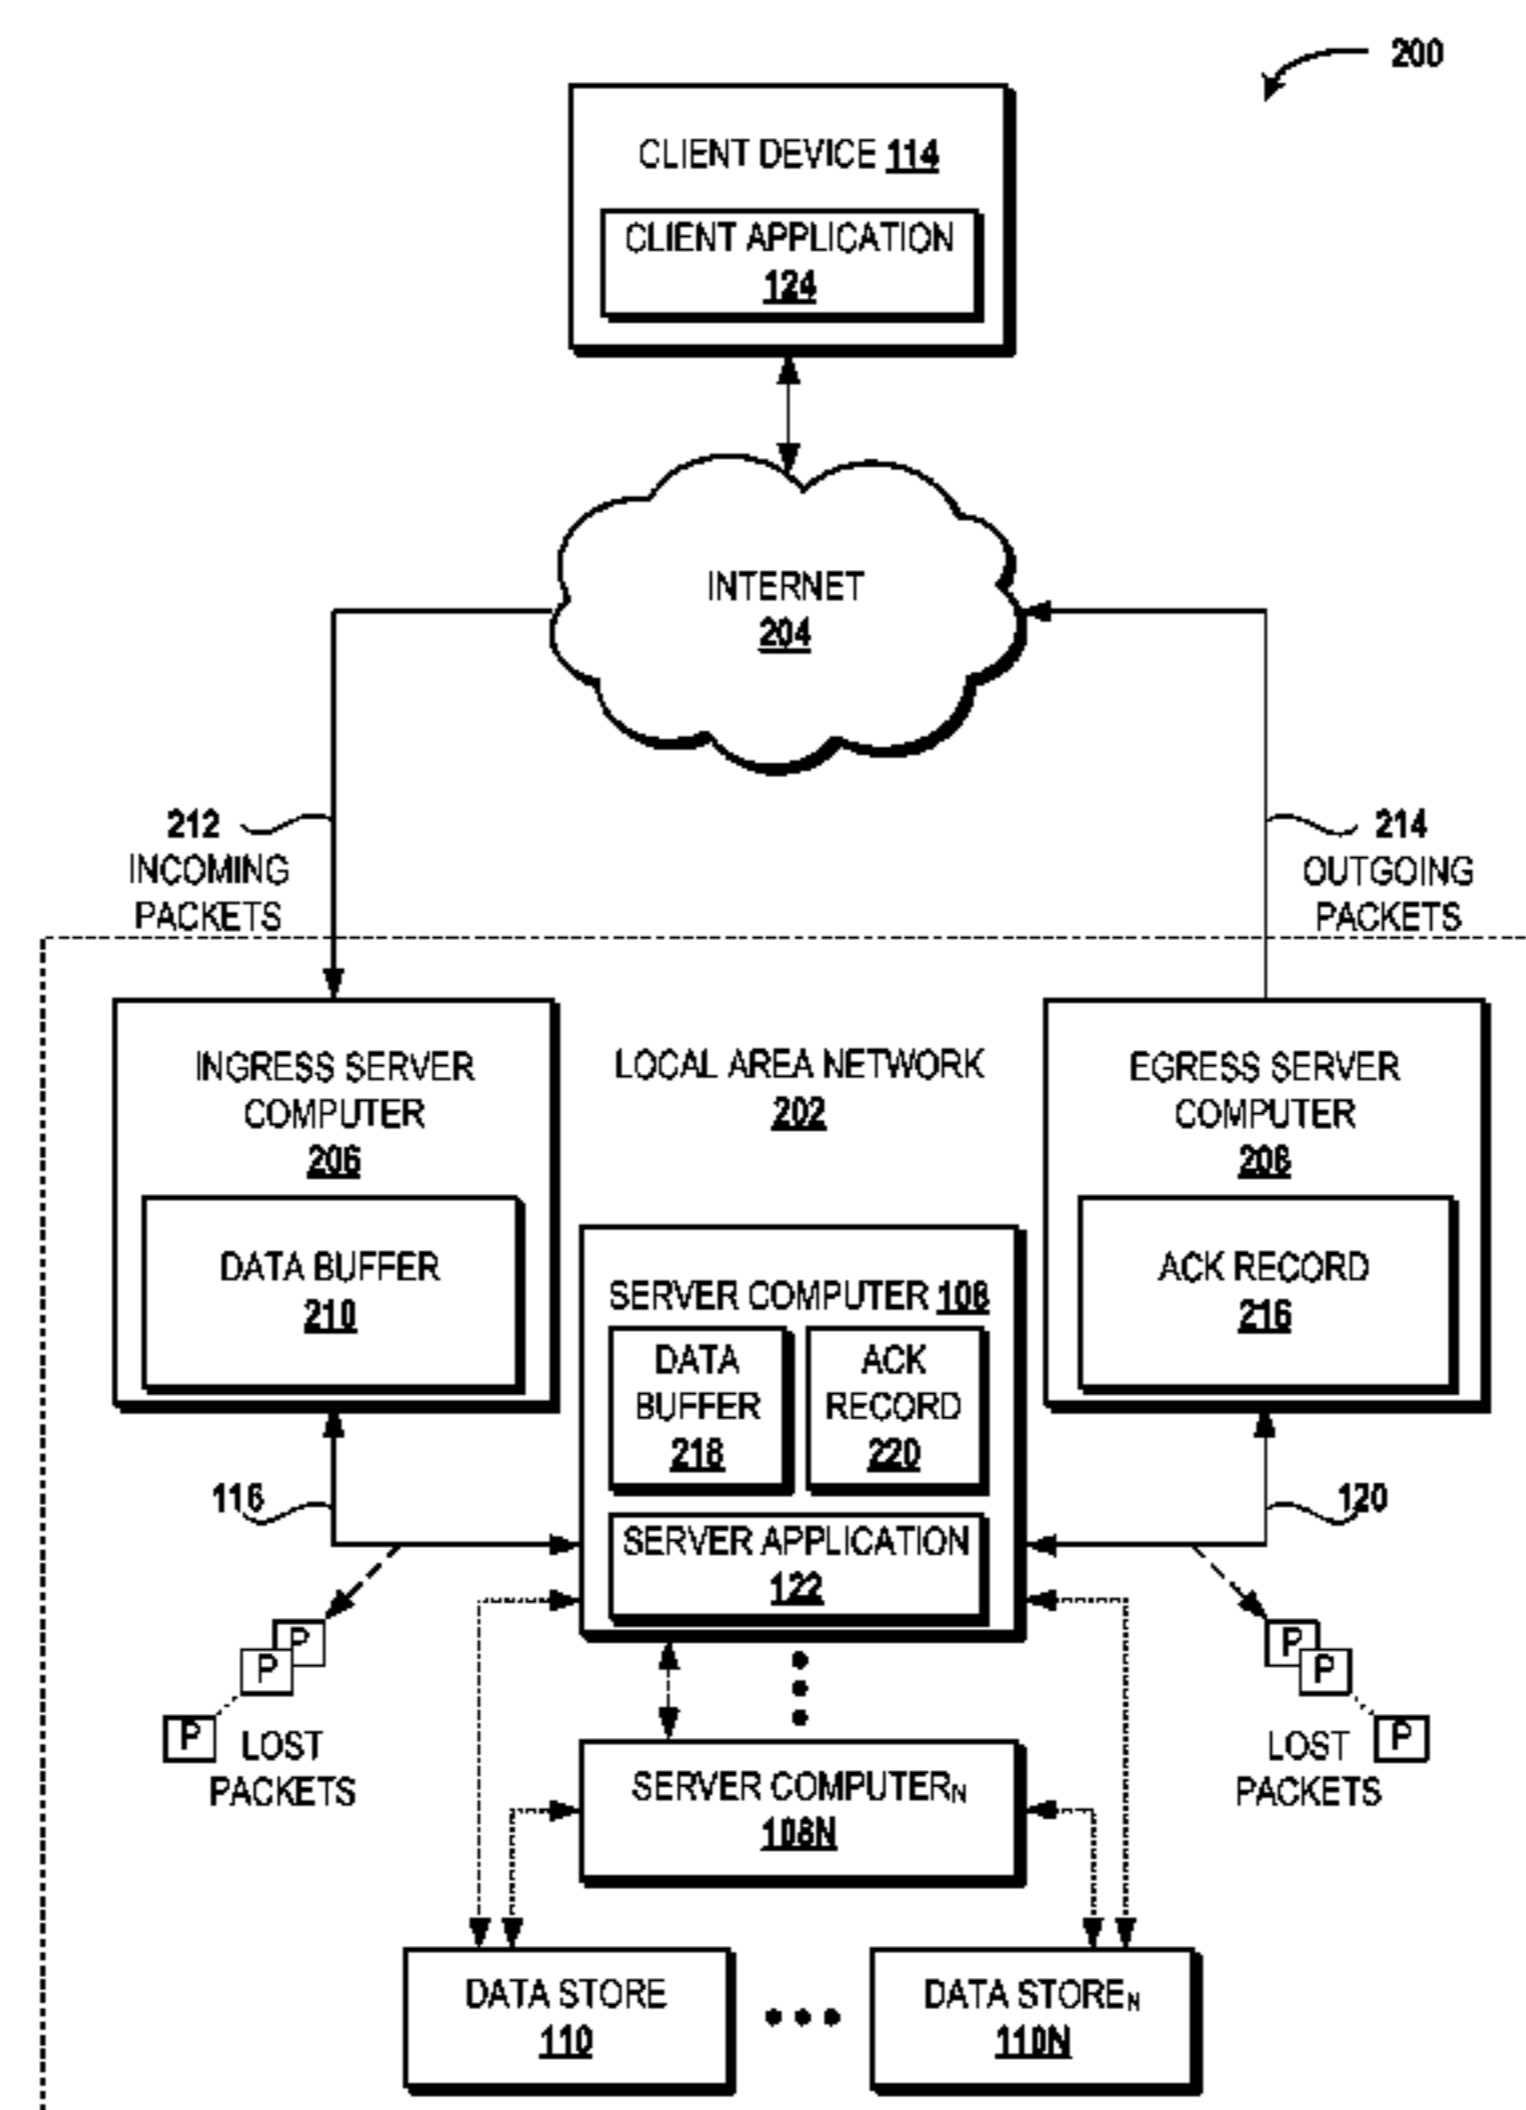 200
CLIENT DEVICE 114
CLIENT APPLICATION
124
INTERNET
204
212
INCOMING
PACKETS
214
OUTGOING
PACKETS
INGRESS SERVER
COMPUTER
206
DATA BUFFER
210
LOCAL AREA NETWORK
202
EGRESS SERVER
COMPUTER
208
ACK RECORD
216
SERVER COMPUTER 108
DATA
BUFFER
218
ACK
RECORD
220
SERVER APPLICATION
122
116
120
P
P
P
LOST
PACKETS
P
P
P
LOST
PACKETS
SERVER COMPUTERN
108N
DATA STORE
110
DATA STOREN
110N